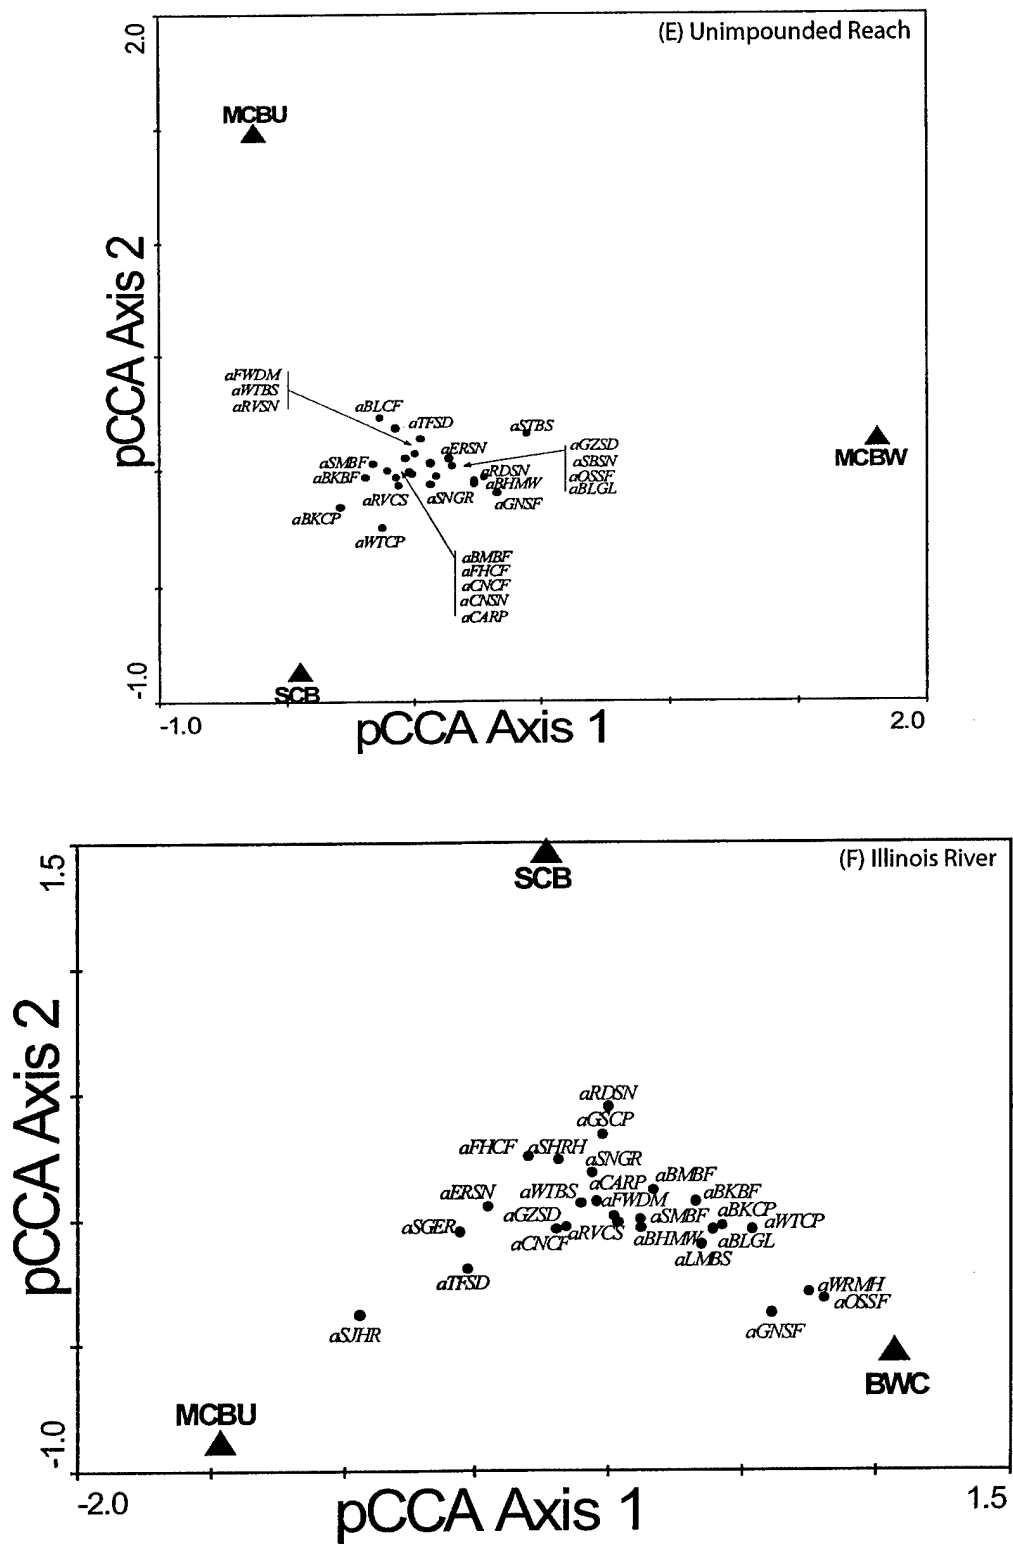 (E) Unimpounded Reach
2.0
MCBU
pCCA Axis 2
aFWDM
aWTBS
aRVSN
aBLCF
aTFSD
aSTBS
aERSN
aGZSD
aSBSN
aOSSF
aBLGL
MCBW
aSMBF
aBKBF
aRDSN
aBHMW
aRVCS
aSNGR
aGNSF
aBKCP
aWTCP
aBMBF
aFHCF
aCNCF
aCNSN
aCARP
-1.0
SCB
-1.0
pCCA Axis 1
2.0
(F) Illinois River
1.5
SCB
pCCA Axis 2
aRDSN
aGSCP
aFHCF
aSHRH
aSNGR
aCARP
aBMBF
aERSN
aWTBS
aFWDM
aBKBF
aSGER
aGZSD
aSMBF
aBKCP
aWTCP
aCNCF
aRVCS
aBHMW
aBLGL
aLMBS
aTFSD
aWRMH
aOSSF
aSJHR
aGNSF
BWC
MCBU
-1.0
-2.0
pCCA Axis 1
1.5